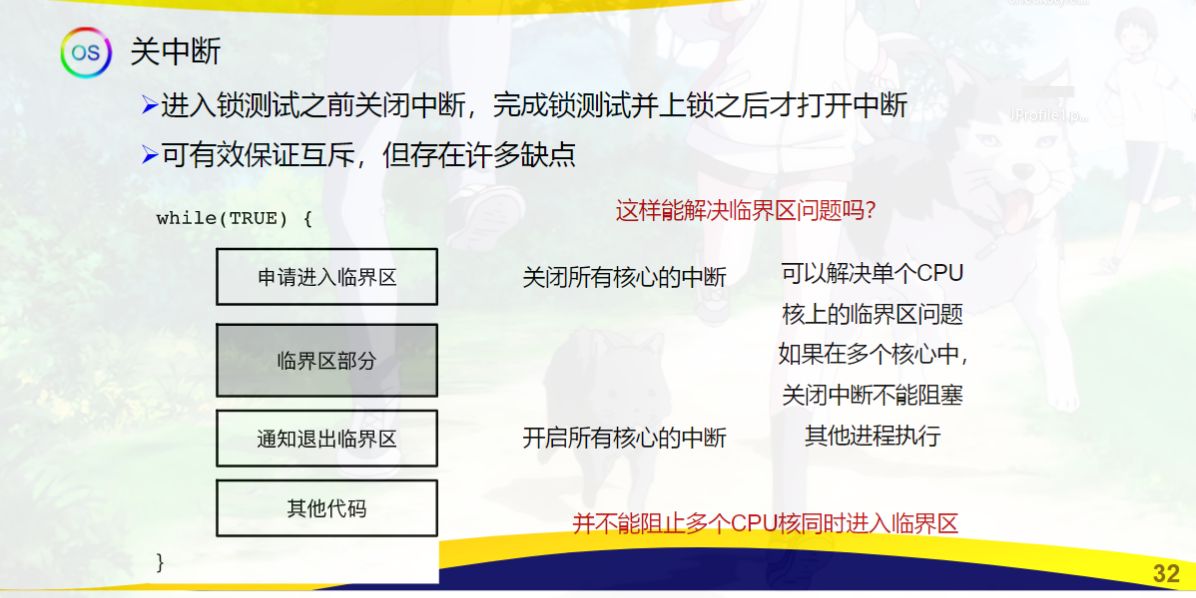 OS 关中断
➢进入锁测试之前关闭中断，完成锁测试并上锁之后才打开中断
➢可有效保证互斥，但存在许多缺点
while(TRUE) {
这样能解决临界区问题吗？
申请进入临界区
关闭所有核心的中断
可以解决单个CPU
核上的临界区问题
如果在多个核心中，
关闭中断不能阻塞
其他进程执行
临界区部分
通知退出临界区
开启所有核心的中断
其他代码
并不能阻止多个CPU核同时进入临界区
}
32